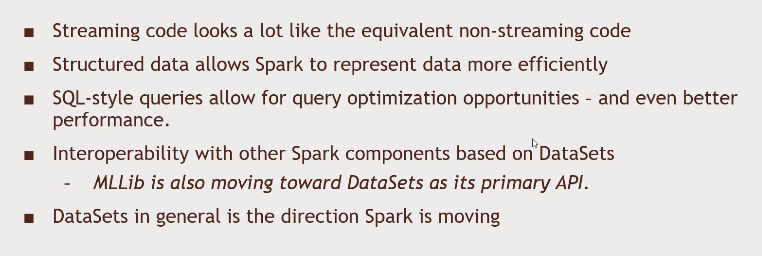 ▪ Streaming code looks a lot like the equivalent non-streaming code
▪ Structured data allows Spark to represent data more efficiently
▪ SQL-style queries allow for query optimization opportunities – and even better
performance.
▪ Interoperability with other Spark components based on DataSets
– MLLib is also moving toward DataSets as its primary API.
▪ DataSets in general is the direction Spark is moving